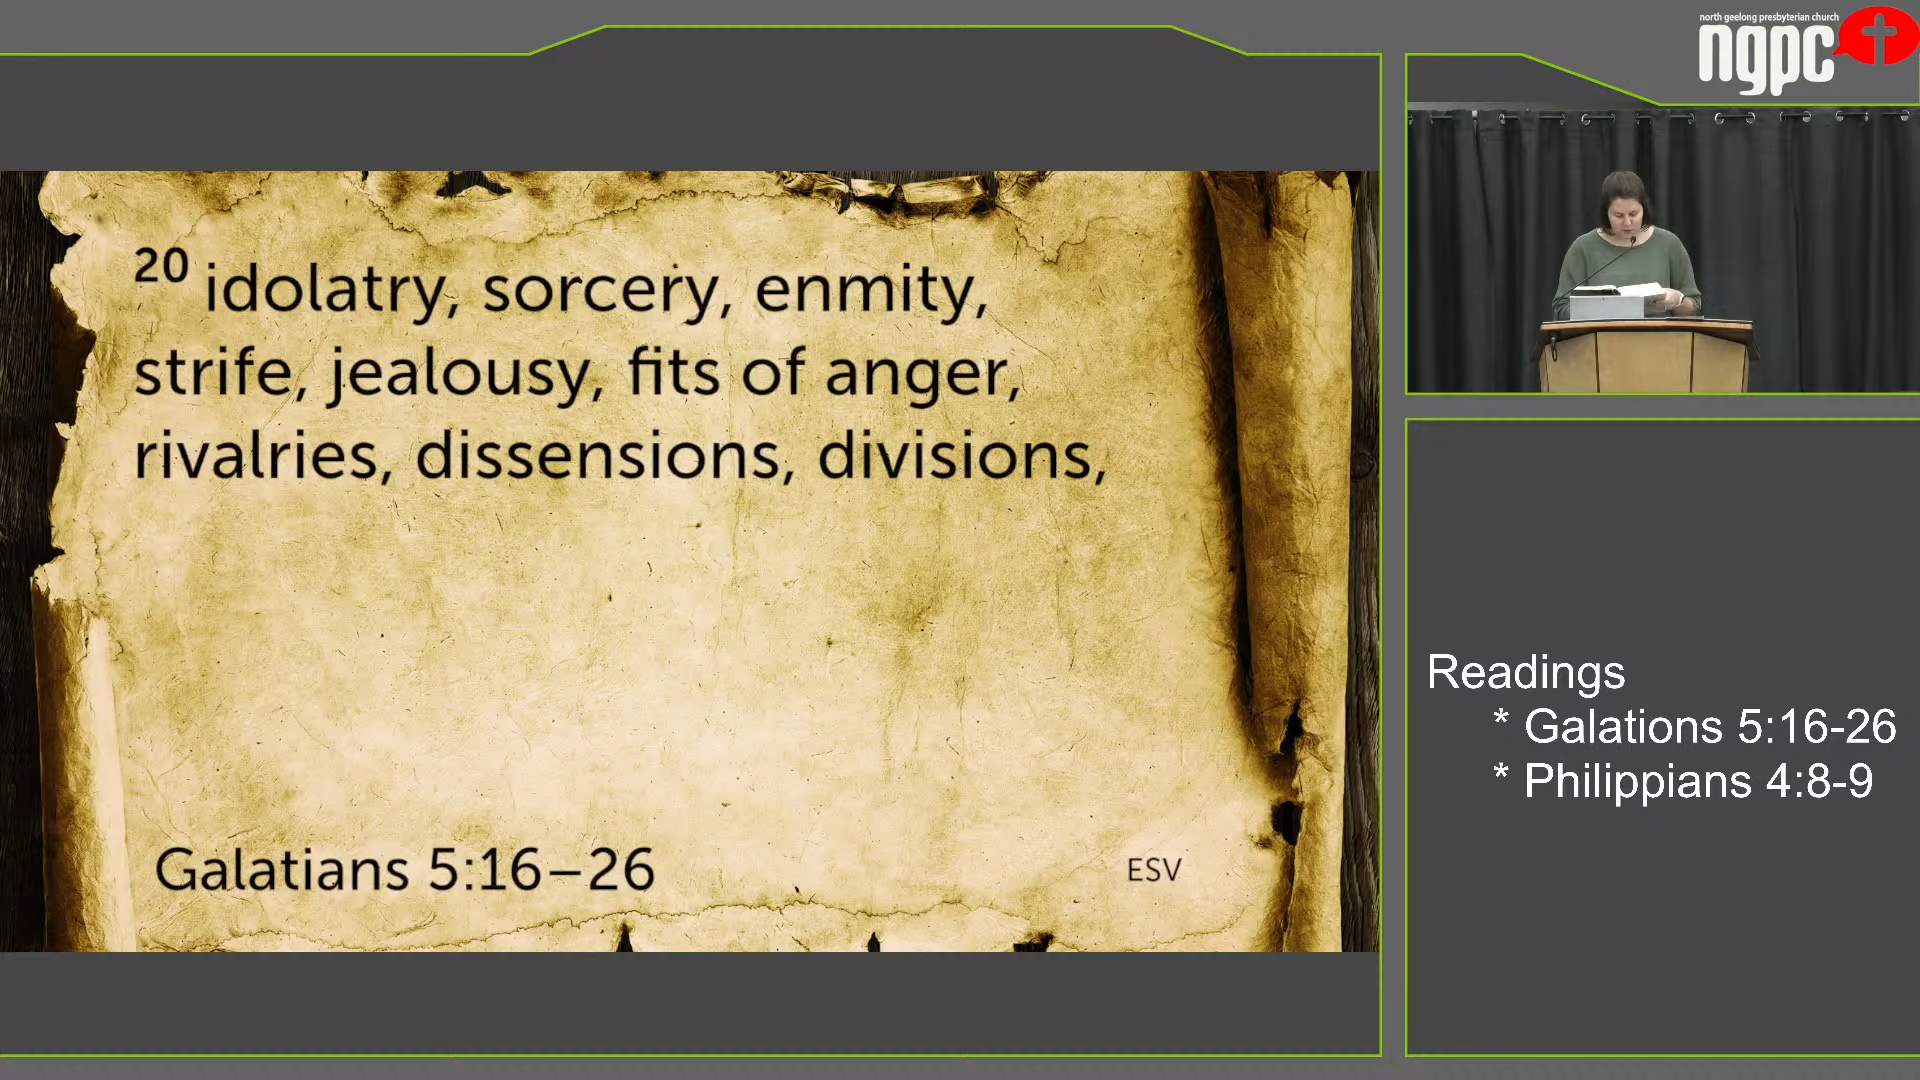 north geelong presbyterian church
ngpc
20 idolatry, sorcery, enmity,
strife, jealousy, fits of anger,
rivalries, dissensions, divisions,
Galatians 5:16–26
ESV
Readings
* Galations 5:16-26
* Philippians 4:8-9